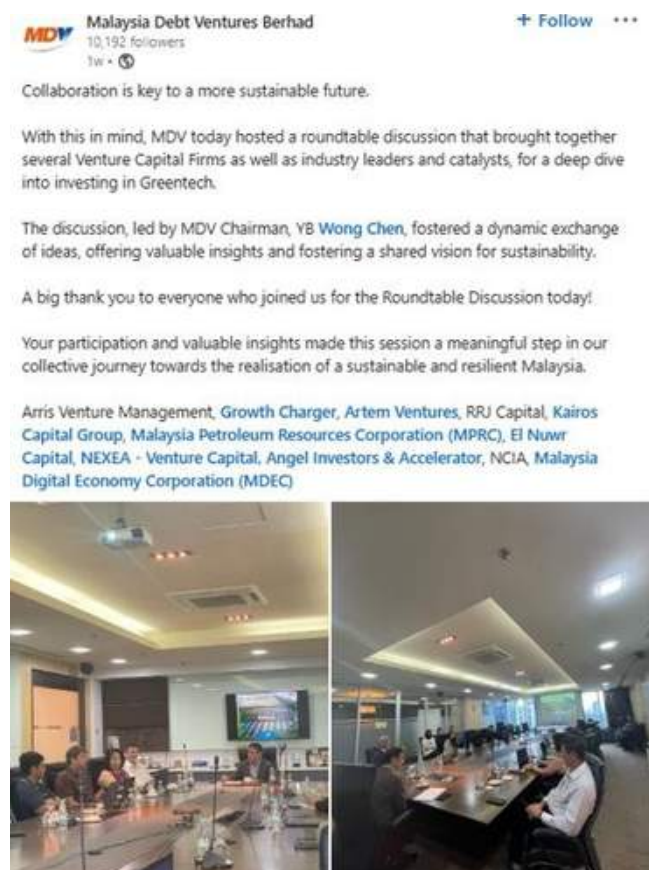 MDV
Malaysia Debt Ventures Berhad
+ Follow
10,192 followers
1w •
Collaboration is key to a more sustainable future.
With this in mind, MDV today hosted a roundtable discussion that brought together
several Venture Capital Firms as well as industry leaders and catalysts, for a deep dive
into investing in Greentech.
The discussion, led by MDV Chairman, YB Wong Chen, fostered a dynamic exchange
of ideas, offering valuable insights and fostering a shared vision for sustainability.
A big thank you to everyone who joined us for the Roundtable Discussion today!
Your participation and valuable insights made this session a meaningful step in our
collective journey towards the realisation of a sustainable and resilient Malaysia.
Arris Venture Management, Growth Charger, Artem Ventures, RRJ Capital, Kairos
Capital Group, Malaysia Petroleum Resources Corporation (MPRC), El Nuwr
Capital, NEXEA - Venture Capital, Angel Investors & Accelerator, NCIA, Malaysia
Digital Economy Corporation (MDEC)